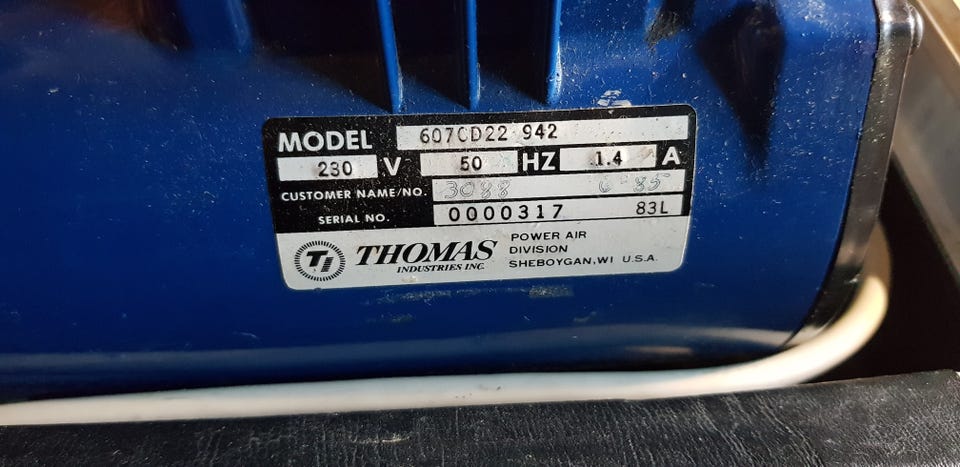 MODEL 607CD22 942
230 V 50 HZ 1.4 A
CUSTOMER NAME/NO. 3088 6-85
SERIAL NO. 0000317 83L
TI THOMAS INDUSTRIES INC.
POWER AIR
DIVISION
SHEBOYGAN, WI U.S.A.